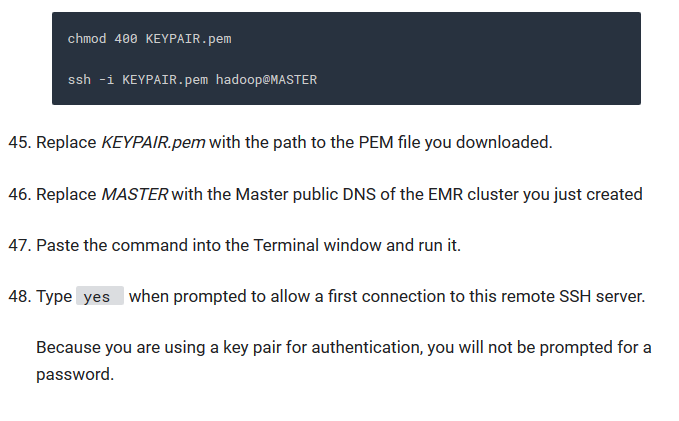 chmod 400 KEYPAIR.pem
ssh -i KEYPAIR.pem hadoop@MASTER
45. Replace KEYPAIR.pem with the path to the PEM file you downloaded.
46. Replace MASTER with the Master public DNS of the EMR cluster you just created
47. Paste the command into the Terminal window and run it.
48. Type yes when prompted to allow a first connection to this remote SSH server.
Because you are using a key pair for authentication, you will not be prompted for a
password.